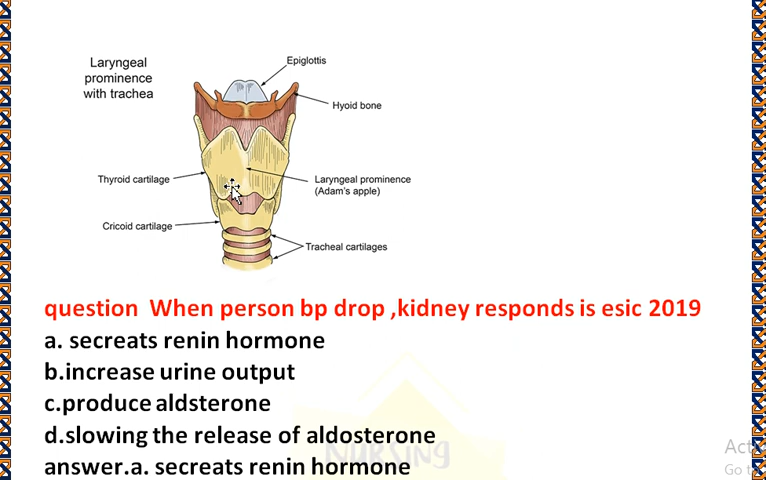 Laryngeal
prominence
with trachea
Epiglottis
Hyoid bone
Thyroid cartilage
Laryngeal prominence
(Adam's apple)
Cricoid cartilage
Tracheal cartilages
question  When person bp drop ,kidney responds is esic 2019
a. secreats renin hormone
b.increase urine output
c.produce aldsterone
d.slowing the release of aldosterone
answer.a. secreats renin hormone
NURSING
Go t